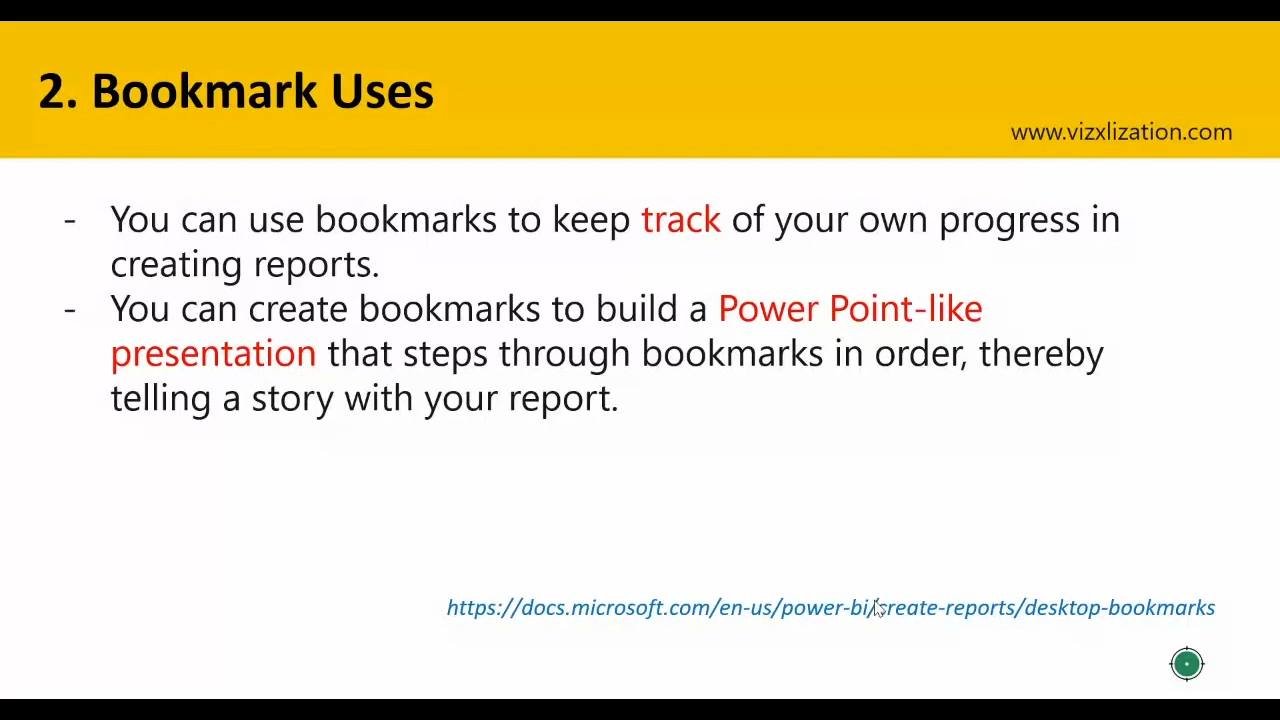 2. Bookmark Uses
www.vizxlization.com
- You can use bookmarks to keep track of your own progress in
creating reports.
- You can create bookmarks to build a Power Point-like
presentation that steps through bookmarks in order, thereby
telling a story with your report.
https://docs.microsoft.com/en-us/power-bi/create-reports/desktop-bookmarks